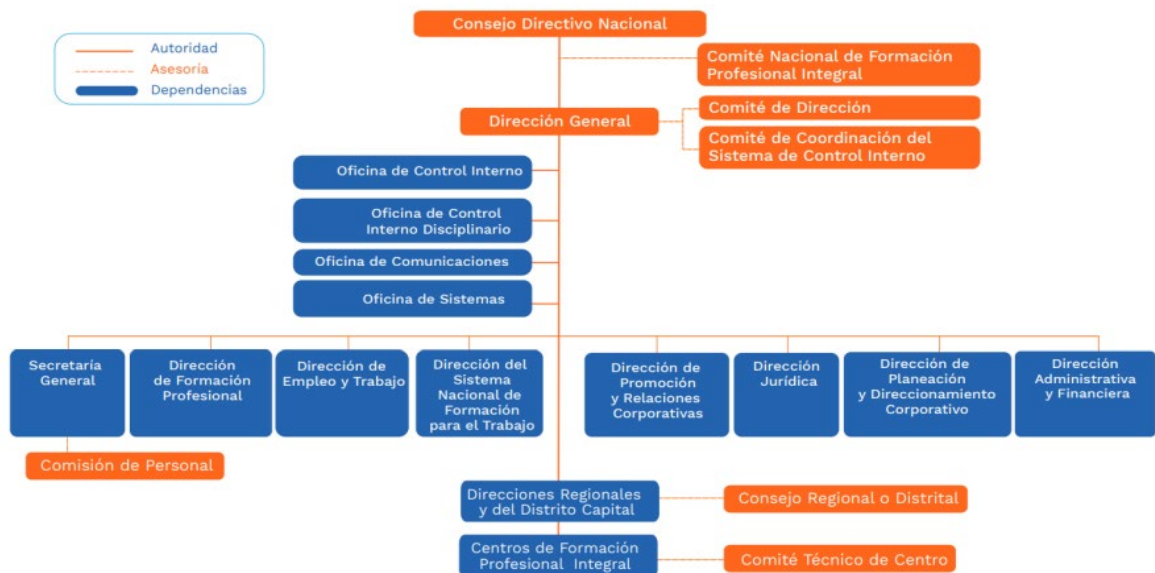 Consejo Directivo Nacional
Autoridad
Asesoría
Dependencias
Comité Nacional de Formación
Profesional Integral
Dirección General
Comité de Dirección
Comité de Coordinación del
Sistema de Control Interno
Oficina de Control Interno
Oficina de Control
Interno Disciplinario
Oficina de Comunicaciones
Oficina de Sistemas
Secretaría
General
Dirección
de Formación
Profesional
Dirección de
Empleo y Trabajo
Dirección del
Sistema
Nacional de
Formación
para el Trabajo
Dirección de
Promoción
y Relaciones
Corporativas
Dirección
Jurídica
Dirección de
Planeación
y Direccionamiento
Corporativo
Dirección
Administrativa
y Financiera
Comisión de Personal
Direcciones Regionales
y del Distrito Capital
Consejo Regional o Distrital
Centros de Formación
Profesional Integral
Comité Técnico de Centro